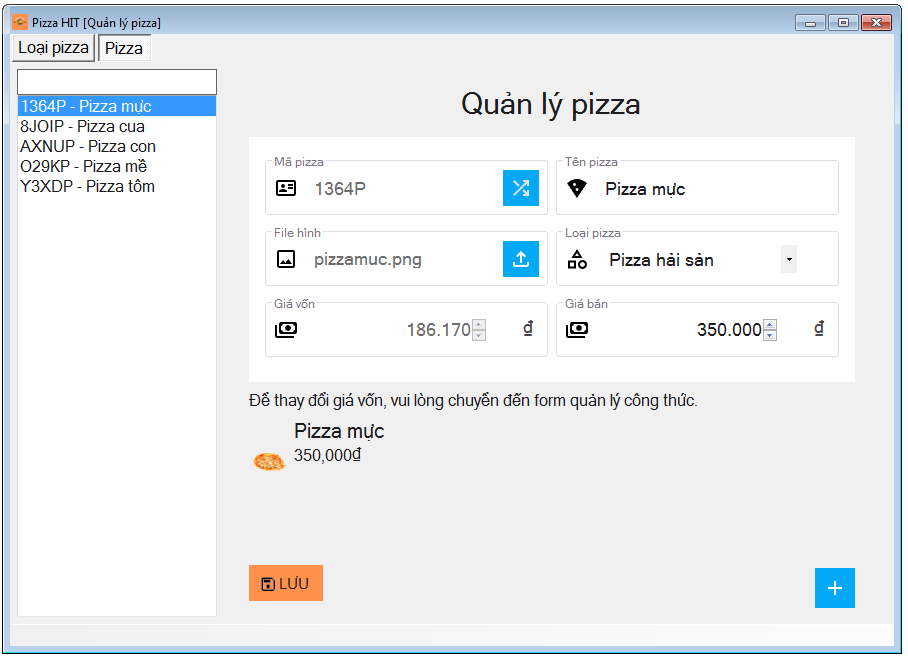 Pizza HIT [Quản lý pizza]
Loại pizza
Pizza
1364P - Pizza mực
8JOIP - Pizza cua
AXNUP - Pizza con
O29KP - Pizza mề
Y3XDP - Pizza tôm
Quản lý pizza
Mã pizza
1364P
Tên pizza
Pizza mực
File hình
pizzamuc.png
Loại pizza
Pizza hải sản
Giá vốn
186.170 ₫
Giá bán
350.000 ₫
Để thay đổi giá vốn, vui lòng chuyển đến form quản lý công thức.
Pizza mực
350,000₫
LƯU